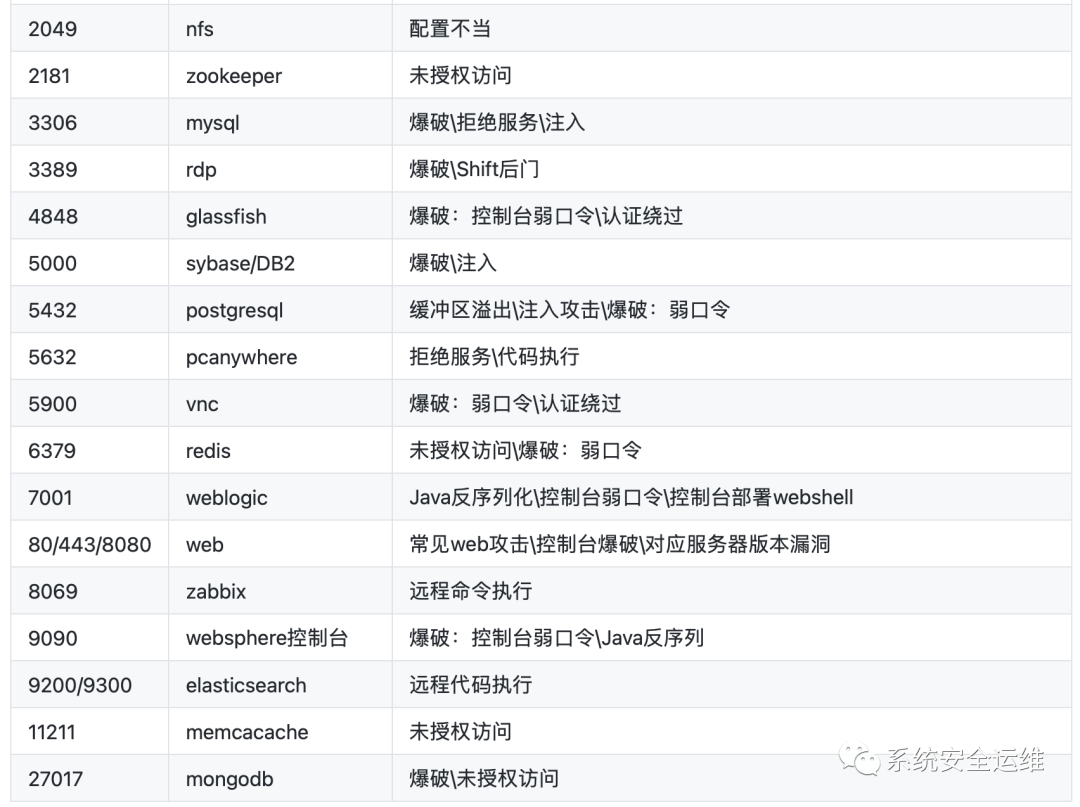 2049 nfs 配置不当
2181 zookeeper 未授权访问
3306 mysql 爆破\拒绝服务\注入
3389 rdp 爆破\Shift后门
4848 glassfish 爆破：控制台弱口令\认证绕过
5000 sybase/DB2 爆破\注入
5432 postgresql 缓冲区溢出\注入攻击\爆破：弱口令
5632 pcanywhere 拒绝服务\代码执行
5900 vnc 爆破：弱口令\认证绕过
6379 redis 未授权访问\爆破：弱口令
7001 weblogic Java反序列化\控制台弱口令\控制台部署webshell
80/443/8080 web 常见web攻击\控制台爆破\对应服务器版本漏洞
8069 zabbix 远程命令执行
9090 websphere控制台 爆破：控制台弱口令\Java反序列
9200/9300 elasticsearch 远程代码执行
11211 memcacache 未授权访问
27017 mongodb 爆破\未授权访问
系统安全运维